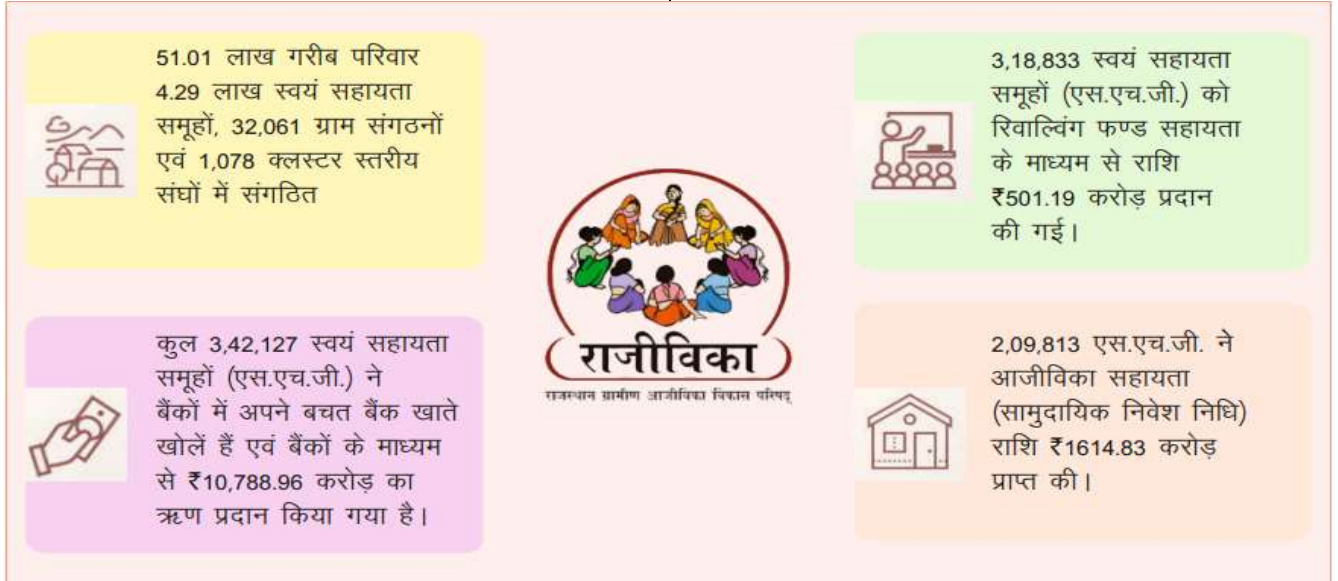 51.01 लाख गरीब परिवार
4.29 लाख स्वयं सहायता
समूहों, 32,061 ग्राम संगठनों
एवं 1,078 क्लस्टर स्तरीय
संघों में संगठित
3,18,833 स्वयं सहायता
समूहों (एस.एच.जी.) को
रिवाल्विंग फण्ड सहायता
के माध्यम से राशि
₹501.19 करोड़ प्रदान
की गई।
राजीविका
राजस्थान ग्रामीण आजीविका विकास परिषद्
कुल 3,42,127 स्वयं सहायता
समूहों (एस.एच.जी.) ने
बैंकों में अपने बचत बैंक खाते
खोलें हैं एवं बैंकों के माध्यम
से ₹10,788.96 करोड़ का
ऋण प्रदान किया गया है।
2,09,813 एस.एच.जी. ने
आजीविका सहायता
(सामुदायिक निवेश निधि)
राशि ₹1614.83 करोड़
प्राप्त की।